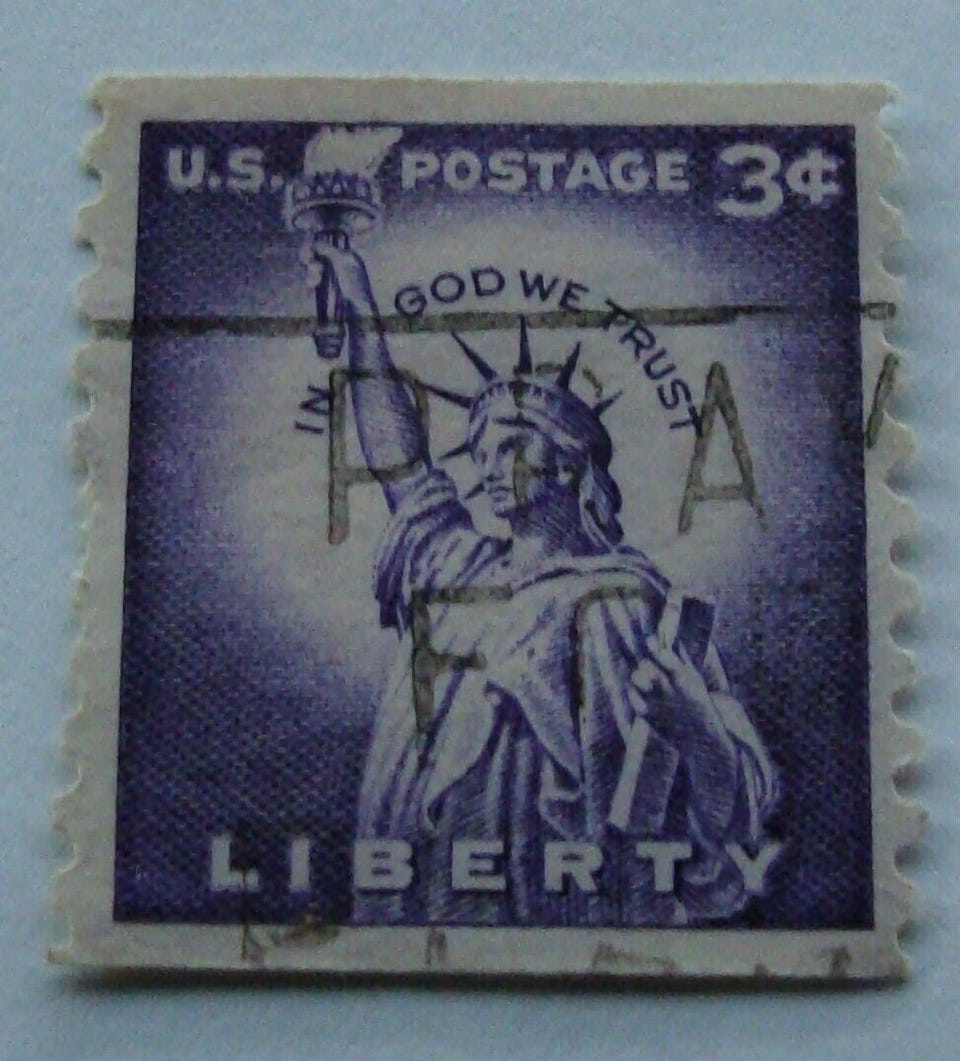 U.S. POSTAGE 3¢
IN GOD WE TRUST
LIBERTY